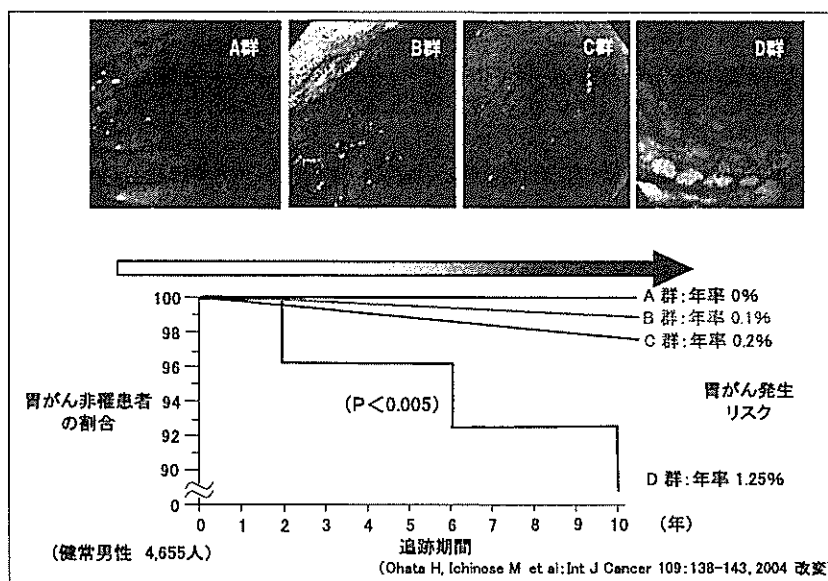 A群 B群 C群 D群
100
98
96
94
92
90
0
胃がん非罹患者
の割合
(P<0.005)
A 群:年率 0%
B 群:年率 0.1%
C 群:年率 0.2%
胃がん発生
リスク
D 群:年率 1.25%
0 1 2 3 4 5 6 7 8 9 10 (年)
追跡期間
(健常男性 4,655人)
(Ohata H, Ichinose M et al:Int J Cancer 109:138-143, 2004 改変)